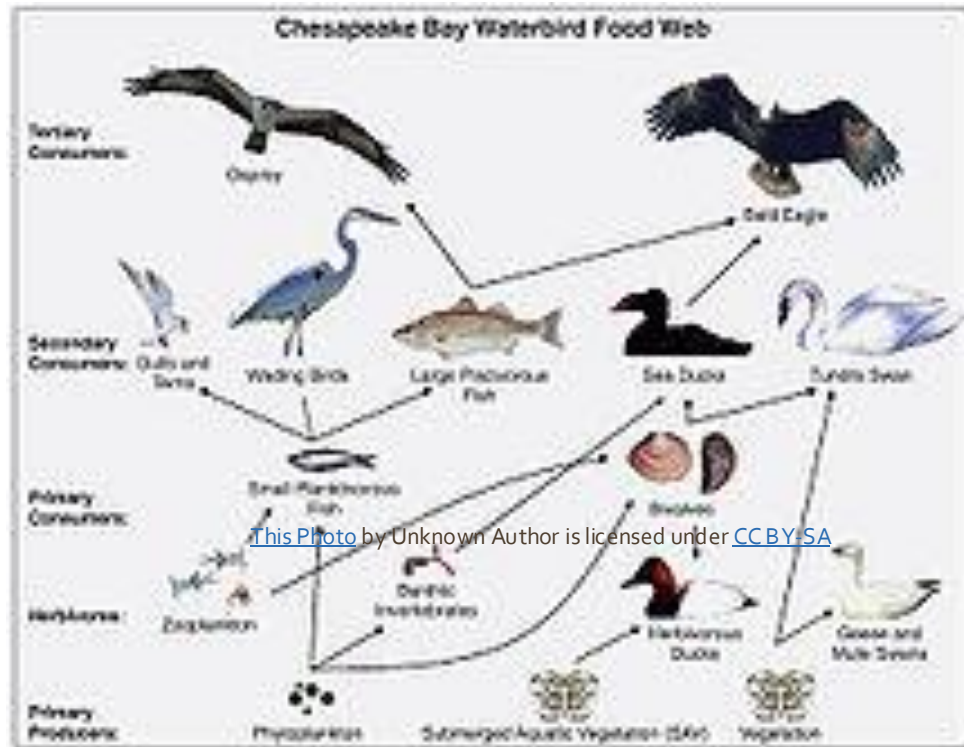 Chesapeake Bay Waterbird Food Web
Tertiary
Consumers:
Osprey
Bald Eagle
Secondary
Consumers:
Gulls and
Terns
Wading Birds
Large Piscivorous
Fish
Sea Ducks
Tundra Swan
Primary
Consumers:
Small Planktivorous
Fish
Bivalves
This Photo by Unknown Author is licensed under CC BY-SA
Herbivores:
Zooplankton
Benthic
Invertebrates
Herbivorous
Ducks
Geese and
Mute Swans
Primary
Producers:
Phytoplankton
Submerged Aquatic Vegetation (SAV)
Vegetation